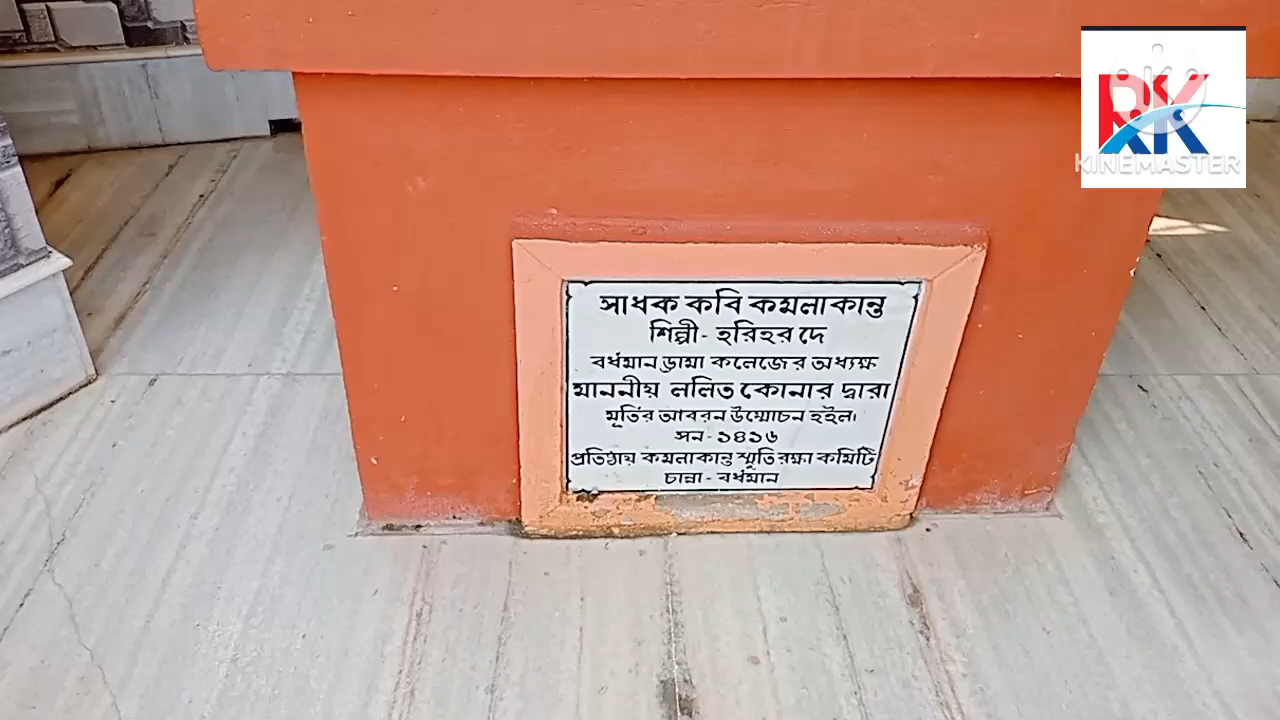 সাধক কবি কমলাকান্ত
শিল্পী- হরিহর দে
বর্ধমান ড্রামা কলেজের অধ্যক্ষ
মাননীয় ললিত কোনার দ্বারা
মূর্তির আবরন উম্মোচন হইল।
সন- ১৪১৬
প্রতিষ্ঠায় কমলাকান্ত স্মৃতি রক্ষা কমিটি
চান্না - বর্ধমান
RK
KINEMASTER